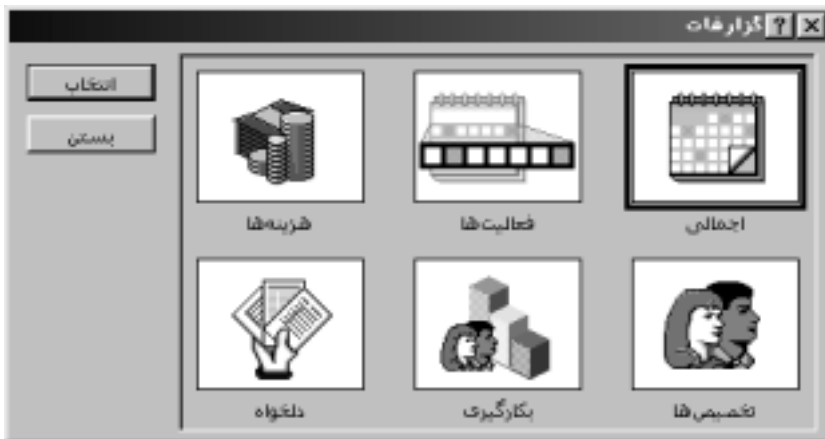 گزارشات
انتخاب
بستن
اجمالی
فعالیت‌ها
هزینه‌ها
تخصیص‌ها
بکارگیری
دلخواه